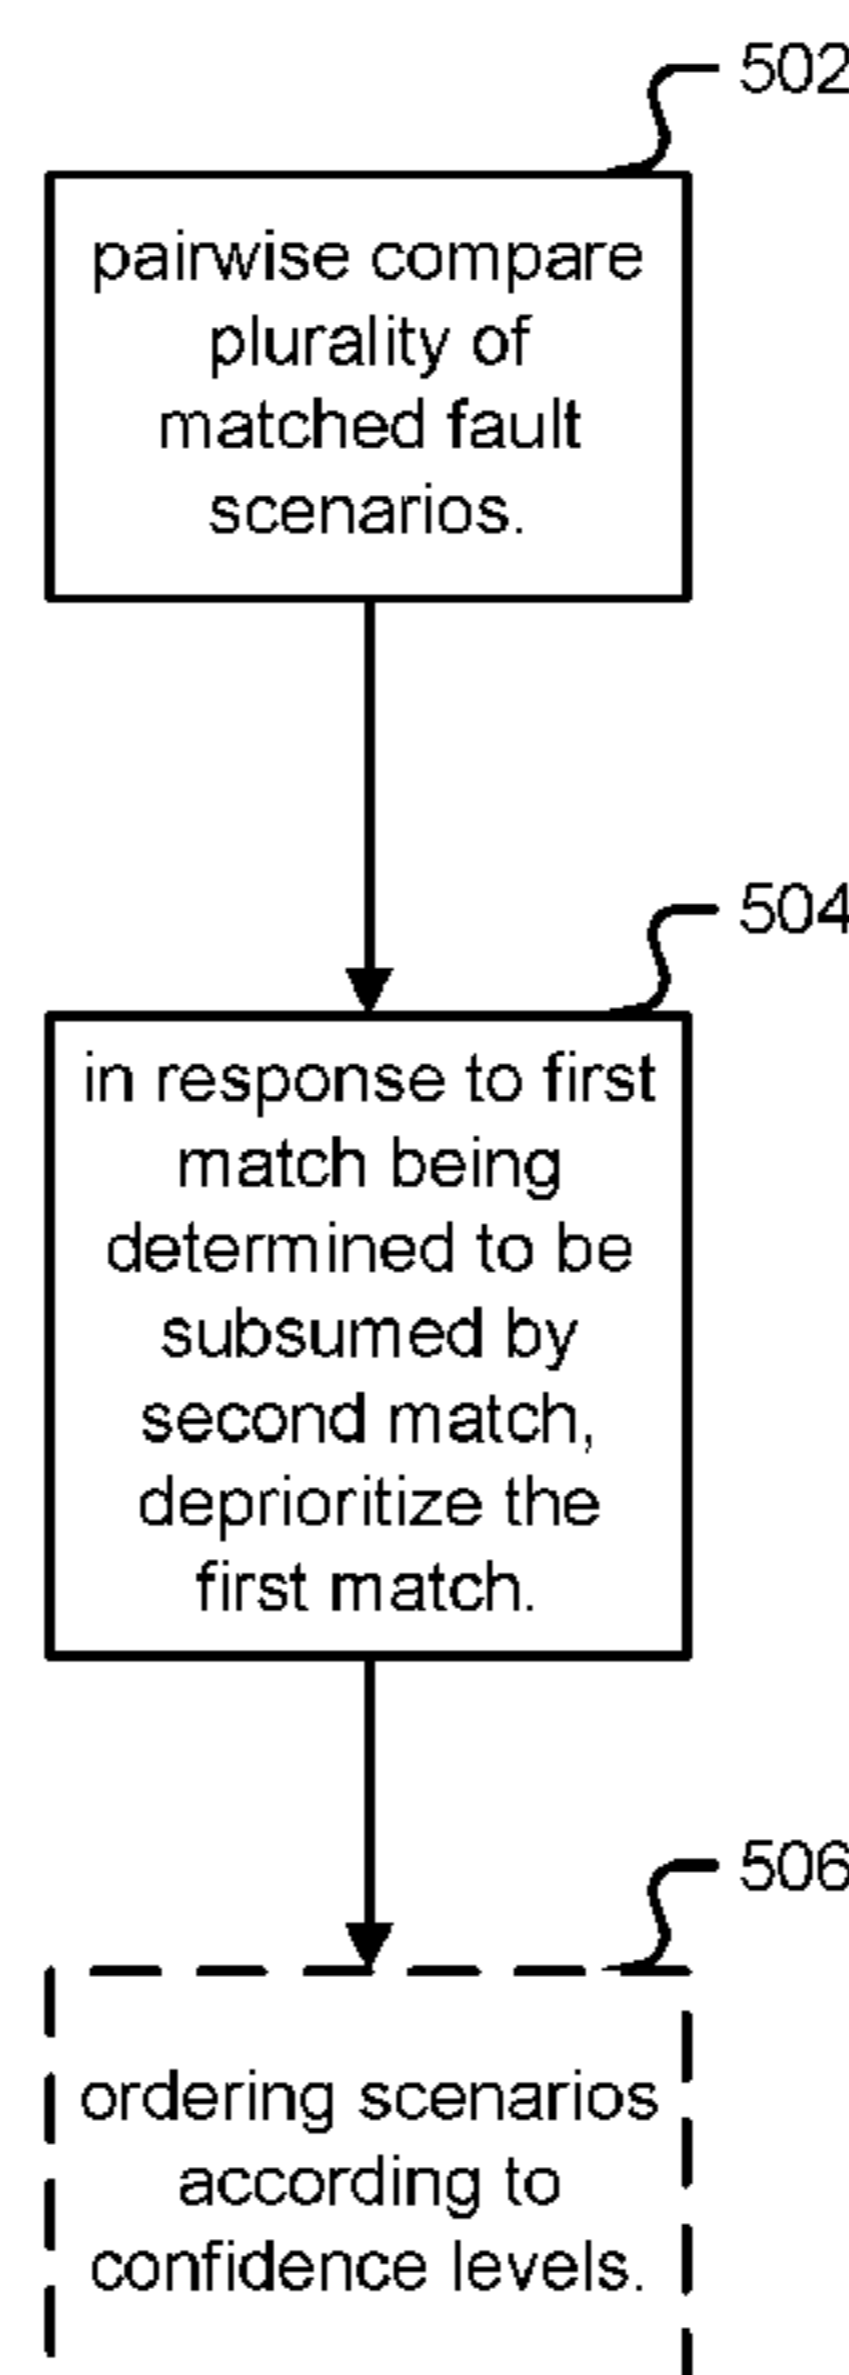 502
pairwise compare
plurality of
matched fault
scenarios.
504
in response to first
match being
determined to be
subsumed by
second match,
deprioritize the
first match.
506
ordering scenarios
according to
confidence levels.